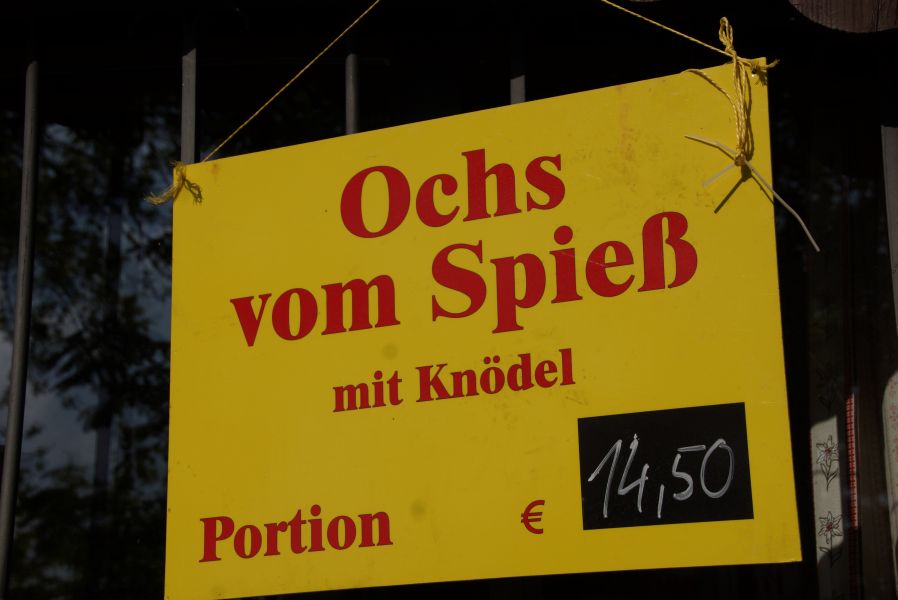 Ochs
vom Spieß
mit Knödel
Portion € 14,50